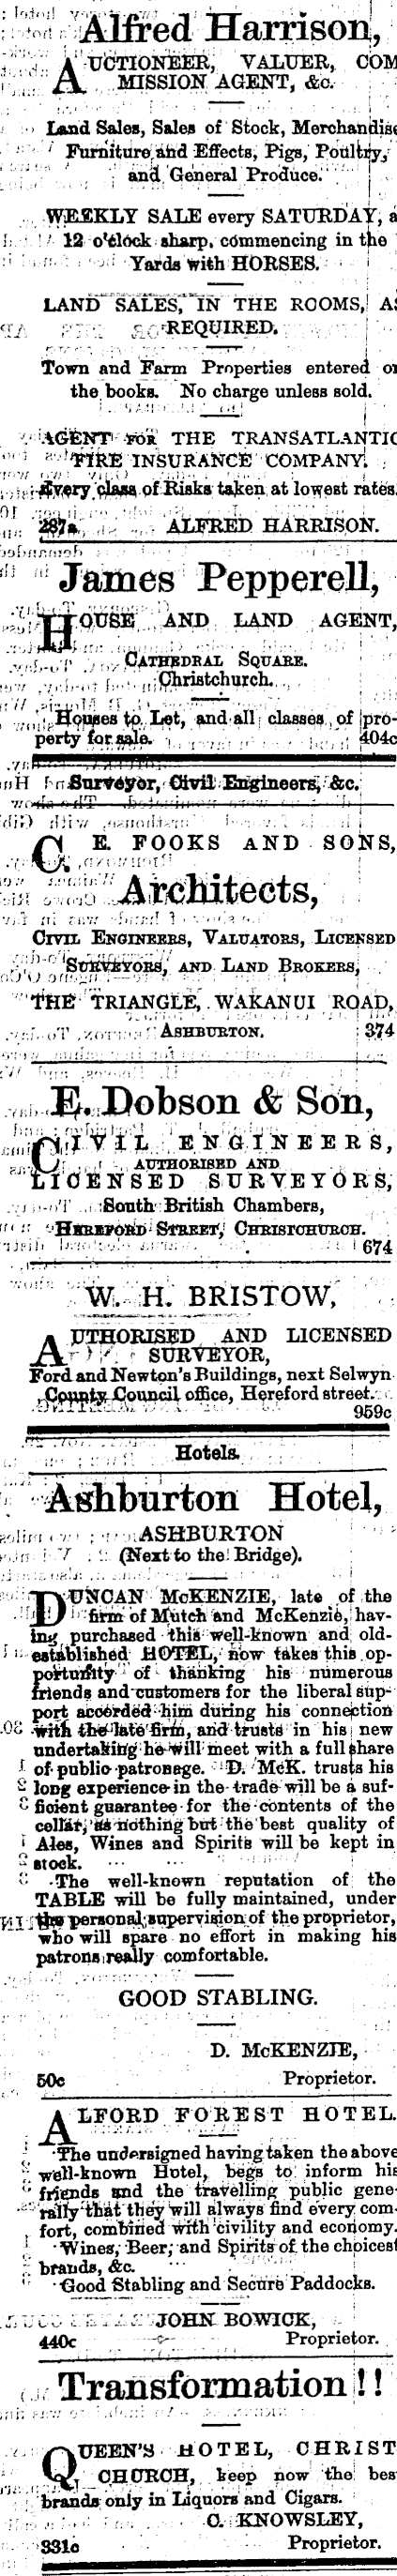 Alfred Harrison,
AUCTIONEER, VALUER, COM
MISSION AGENT, &c.
Land Sales, Sales of Stock, Merchandise
Furniture and Effects, Pigs, Poultry,
and General Produce.
WEEKLY SALE every SATURDAY, a
12 o'clock sharp, commencing in the
Yards with HORSES.
LAND SALES, IN THE ROOMS, AS
REQUIRED.
Town and Farm Properties entered on
the books. No charge unless sold.
AGENT FOR THE TRANSATLANTIC
FIRE INSURANCE COMPANY.
Every class of Risks taken at lowest rates.
287a ALFRED HARRISON.
James Pepperell,
HOUSE AND LAND AGENT,
CATHEDRAL SQUARE.
Christchurch.
Houses to Let, and all classes of pro-
perty for sale. 404c
Surveyor, Civil Engineers, &c.
C. E. FOOKS AND SONS,
Architects,
CIVIL ENGINEERS, VALUATORS, LICENSED
SURVEYORS, AND LAND BROKERS,
THE TRIANGLE, WAKANUI ROAD,
ASHBURTON. 374
E. Dobson & Son,
CIVIL ENGINEERS,
AUTHORISED AND
LICENSED SURVEYORS,
South British Chambers,
HEREFORD STREET, CHRISTCHURCH.
674
W. H. BRISTOW,
AUTHORISED AND LICENSED
SURVEYOR,
Ford and Newton's Buildings, next Selwyn
County Council office, Hereford street.
959c
Hotels.
Ashburton Hotel,
ASHBURTON
(Next to the Bridge).
DUNCAN McKENZIE, late of the
firm of Mutch and McKenzie, hav-
ing purchased this well-known and old-
established HOTEL, now takes this op-
portunity of thanking his numerous
friends and customers for the liberal sup-
port accorded him during his connection
with the late firm, and trusts in his new
undertaking he will meet with a full share
of public patronage. D. McK. trusts his
long experience in the trade will be a suf-
ficient guarantee for the contents of the
cellar, as nothing but the best quality of
Ales, Wines and Spirits will be kept in
stock.
The well-known reputation of the
TABLE will be fully maintained, under
the personal supervision of the proprietor,
who will spare no effort in making his
patrons really comfortable.
GOOD STABLING.
D. McKENZIE,
50c Proprietor.
ALFORD FOREST HOTEL.
The undersigned having taken the above
well-known Hotel, begs to inform his
friends and the travelling public gene-
rally that they will always find every com-
fort, combined with civility and economy.
Wines, Beer, and Spirits of the choicest
brands, &c.
Good Stabling and Secure Paddocks.
JOHN BOWICK,
440c Proprietor.
Transformation!!
QUEEN'S HOTEL, CHRIST
CHURCH, keep now the bes
brands only in Liquors and Cigars.
C. KNOWSLEY,
331c Proprietor.